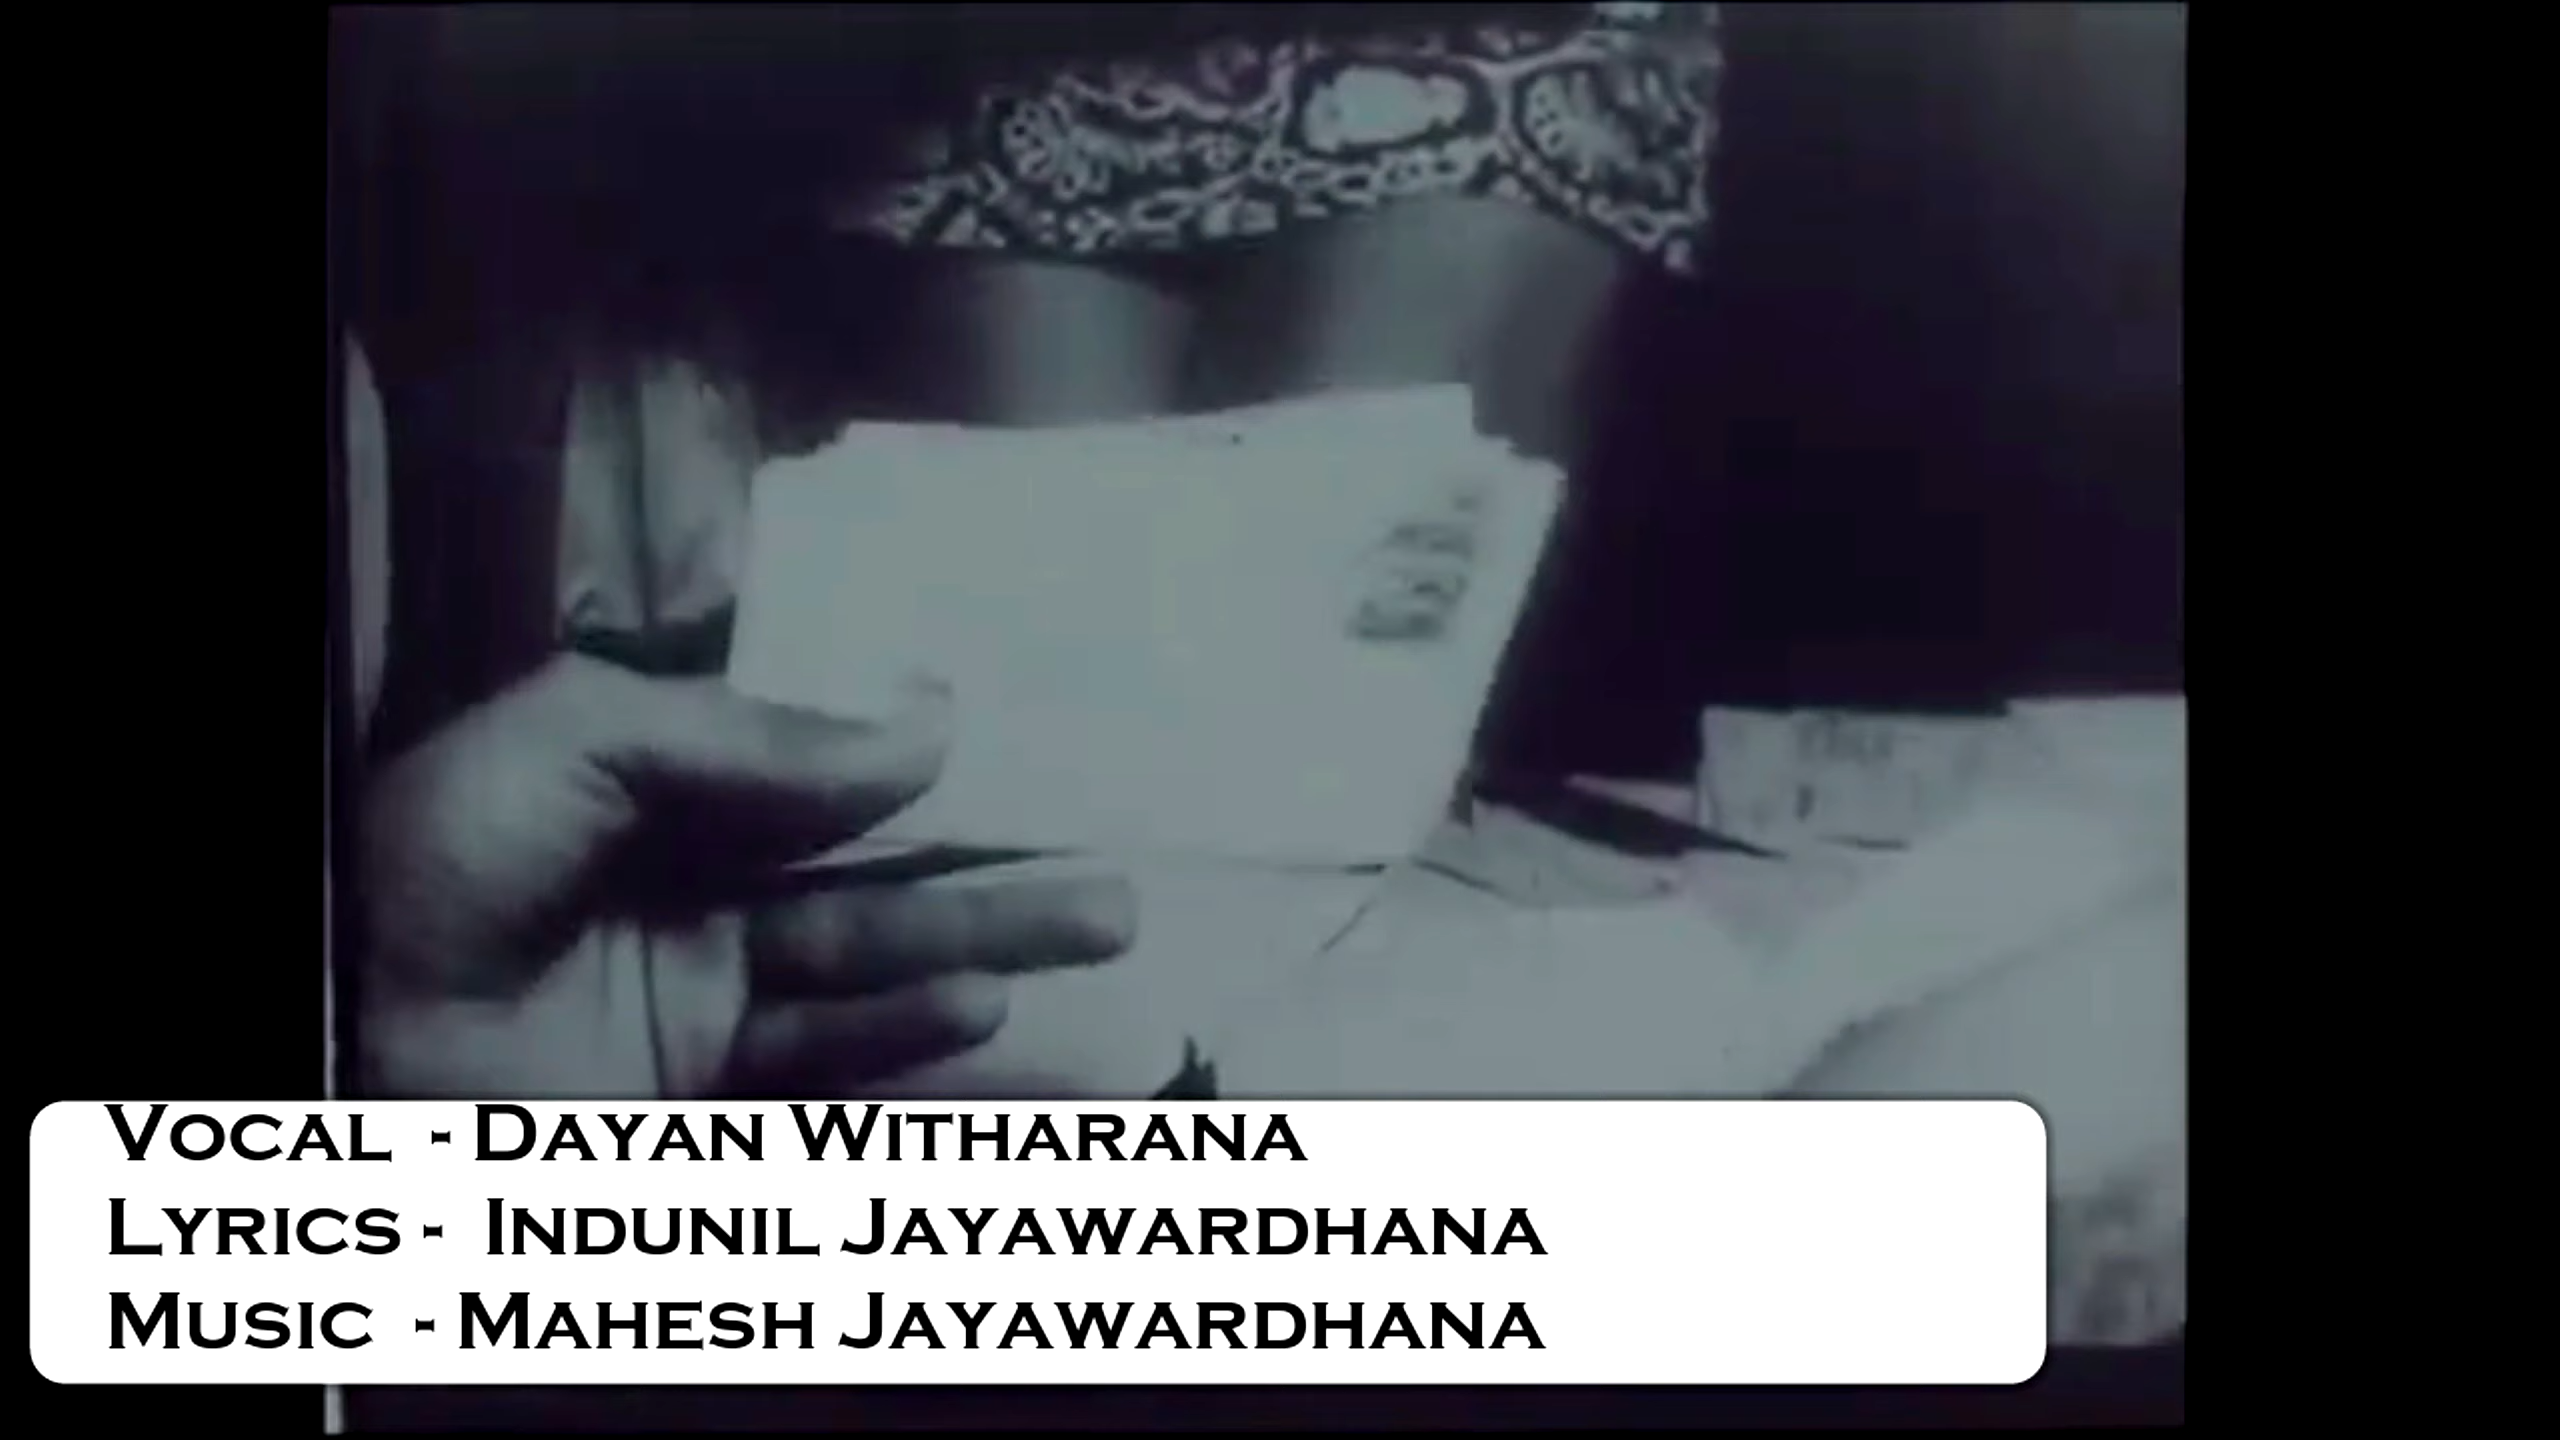 Vocal - Dayan Witharana
Lyrics - Indunil Jayawardhana
Music - Mahesh Jayawardhana